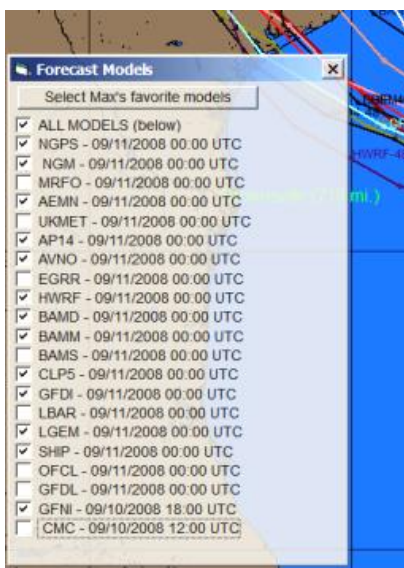 Forecast Models
Select Max's favorite models
ALL MODELS (below)
NGPS - 09/11/2008 00:00 UTC
NGM - 09/11/2008 00:00 UTC
MRFO - 09/11/2008 00:00 UTC
AEMN - 09/11/2008 00:00 UTC
UKMET - 09/11/2008 00:00 UTC
AP14 - 09/11/2008 00:00 UTC
AVNO - 09/11/2008 00:00 UTC
EGRR - 09/11/2008 00:00 UTC
HWRF - 09/11/2008 00:00 UTC
BAMD - 09/11/2008 00:00 UTC
BAMM - 09/11/2008 00:00 UTC
BAMS - 09/11/2008 00:00 UTC
CLP5 - 09/11/2008 00:00 UTC
GFDI - 09/11/2008 00:00 UTC
LBAR - 09/11/2008 00:00 UTC
LGEM - 09/11/2008 00:00 UTC
SHIP - 09/11/2008 00:00 UTC
OFCL - 09/11/2008 00:00 UTC
GFDL - 09/11/2008 00:00 UTC
GFNI - 09/10/2008 18:00 UTC
CMC - 09/10/2008 12:00 UTC
mi.)